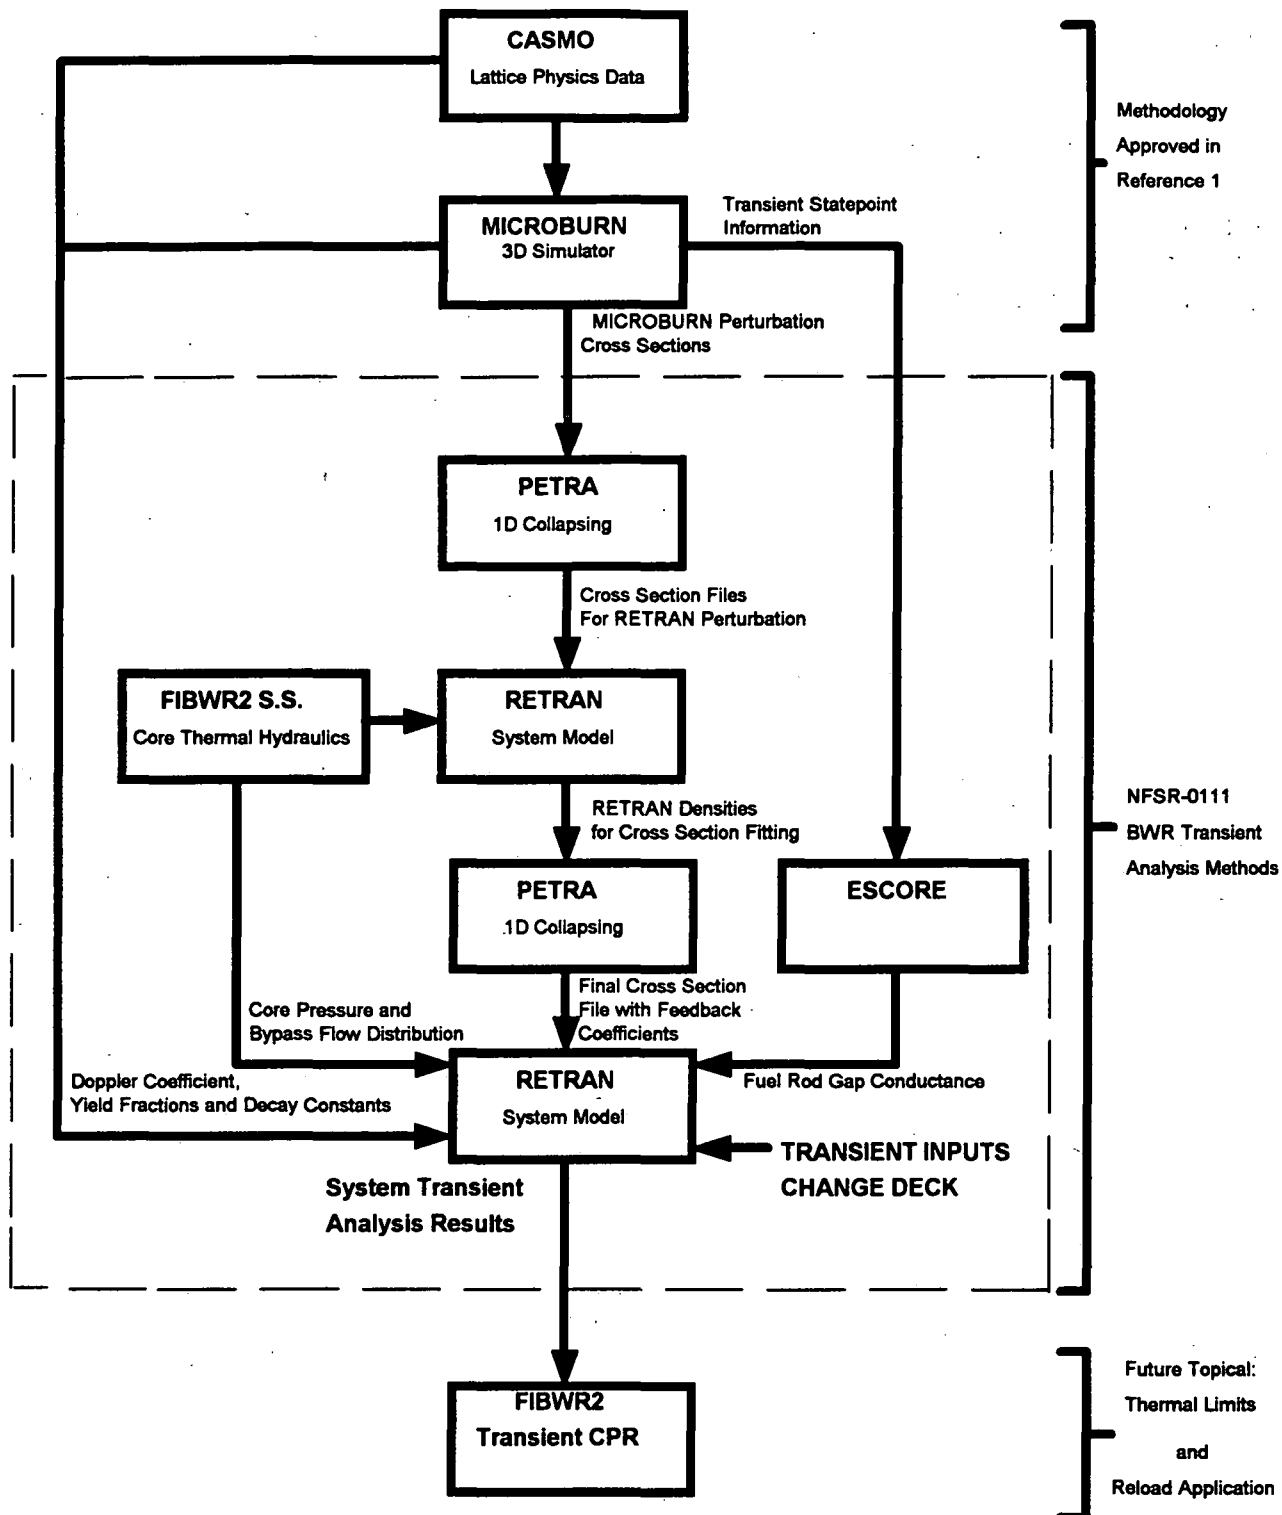 CASMO
Lattice Physics Data
Methodology
Approved in
Reference 1
MICROBURN
3D Simulator
Transient Statepoint
Information
MICROBURN Perturbation
Cross Sections
PETRA
1D Collapsing
Cross Section Files
For RETRAN Perturbation
FIBWR2 S.S.
Core Thermal Hydraulics
RETRAN
System Model
RETRAN Densities
for Cross Section Fitting
NFSR-0111
BWR Transient
Analysis Methods
PETRA
1D Collapsing
ESCORE
Final Cross Section
File with Feedback
Coefficients
Core Pressure and
Bypass Flow Distribution
Doppler Coefficient,
Yield Fractions and Decay Constants
RETRAN
System Model
Fuel Rod Gap Conductance
TRANSIENT INPUTS
CHANGE DECK
System Transient
Analysis Results
FIBWR2
Transient CPR
Future Topical:
Thermal Limits
and
Reload Application